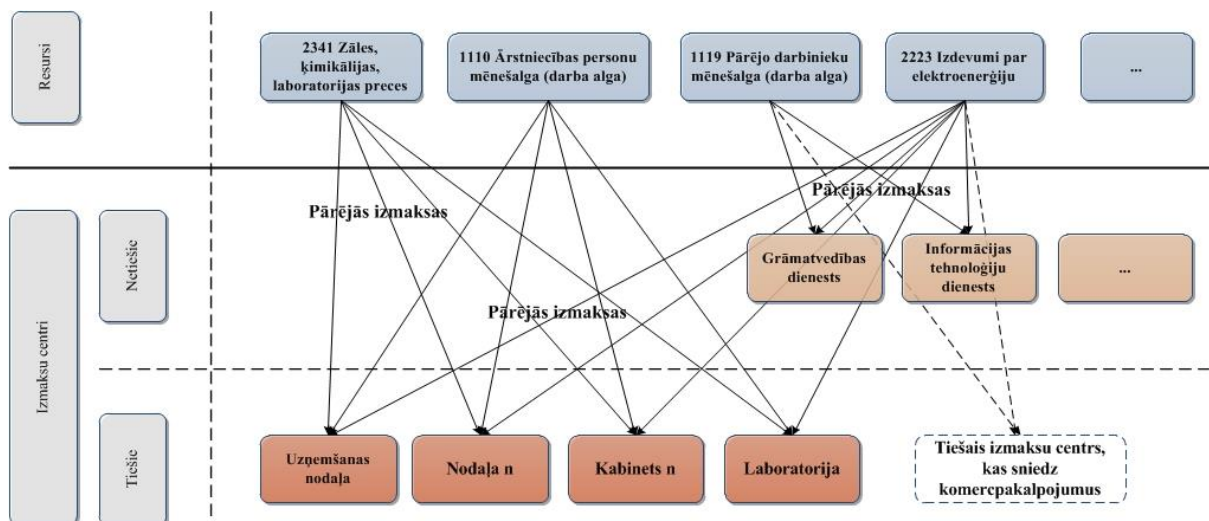 Resursi
2341 Zāles,
ķimikālijas,
laboratorijas preces
1110 Ārstniecības personu
mēnešalga (darba alga)
1119 Pārējo darbinieku
mēnešalga (darba alga)
2223 Izdevumi par
elektroenerģiju
...
Izmaksu centri
Netiešie
Pārējās izmaksas
Pārējās izmaksas
Grāmatvedības
dienests
Informācijas
tehnoloģiju
dienests
...
Pārējās izmaksas
Tiešie
Uzņemšanas
nodaļa
Nodaļa n
Kabinets n
Laboratorija
Tiešais izmaksu centrs,
kas sniedz
komercpakalpojumus